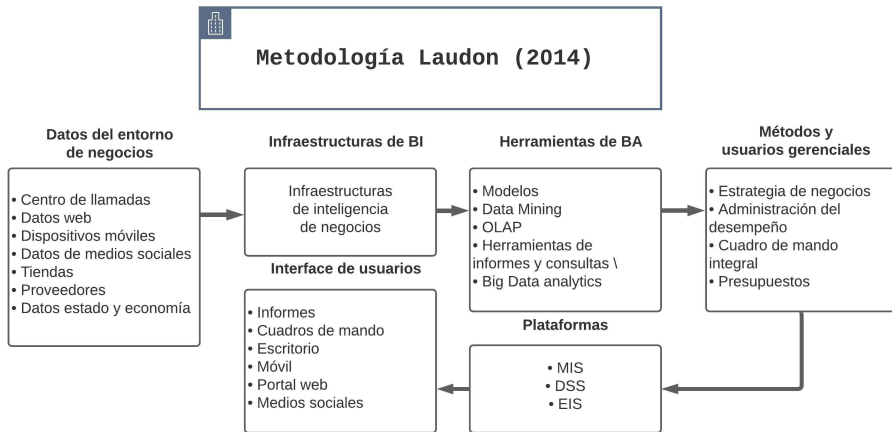 Metodología Laudon (2014)
Datos del entorno
de negocios
• Centro de llamadas
• Datos web
• Dispositivos móviles
• Datos de medios sociales
• Tiendas
• Proveedores
• Datos estado y economía
Infraestructuras de BI
Infraestructuras
de inteligencia
de negocios
Herramientas de BA
• Modelos
• Data Mining
• OLAP
• Herramientas de
informes y consultas \
• Big Data analytics
Métodos y
usuarios gerenciales
• Estrategia de negocios
• Administración del
desempeño
• Cuadro de mando
integral
• Presupuestos
Plataformas
• MIS
• DSS
• EIS
Interface de usuarios
• Informes
• Cuadros de mando
• Escritorio
• Móvil
• Portal web
• Medios sociales